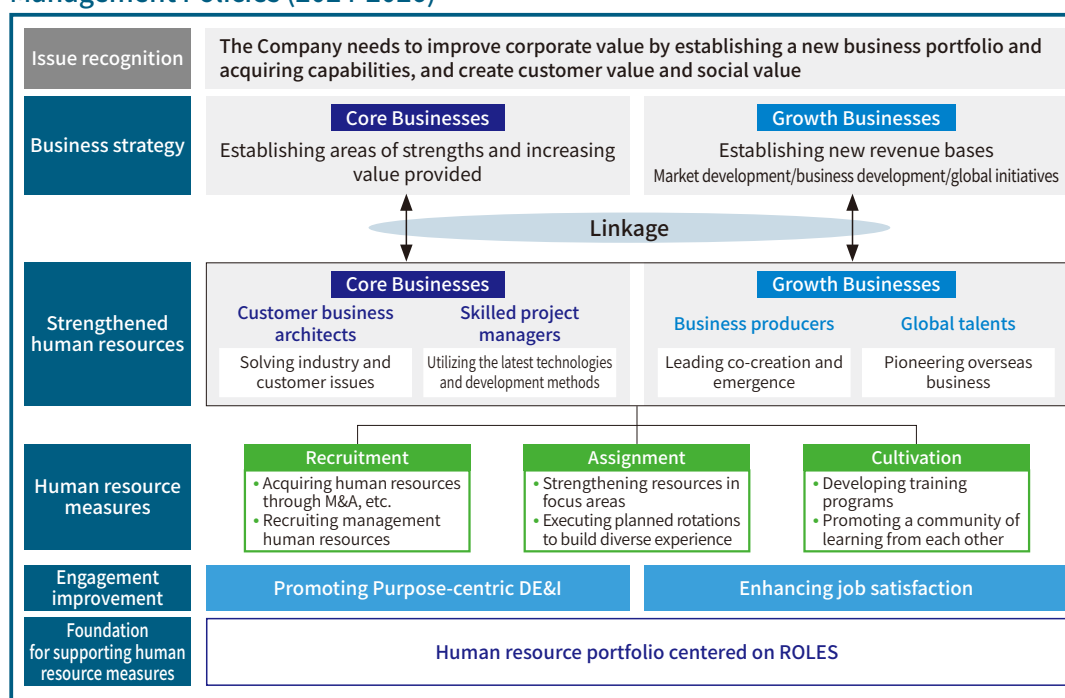 Management Policies (2024-2026)
Issue recognition
The Company needs to improve corporate value by establishing a new business portfolio and
acquiring capabilities, and create customer value and social value
Business strategy
Core Businesses
Establishing areas of strengths and increasing
value provided
Growth Businesses
Establishing new revenue bases
Market development/business development/global initiatives
Linkage
Strengthened
human resources
Core Businesses
Customer business
architects
Solving industry and
customer issues
Skilled project
managers
Utilizing the latest technologies
and development methods
Growth Businesses
Business producers
Leading co-creation and
emergence
Global talents
Pioneering overseas
business
Human resource
measures
Recruitment
• Acquiring human resources
through M&A, etc.
• Recruiting management
human resources
Assignment
• Strengthening resources in
focus areas
• Executing planned rotations
to build diverse experience
Cultivation
• Developing training
programs
• Promoting a community of
learning from each other
Engagement
improvement
Promoting Purpose-centric DE&I
Enhancing job satisfaction
Foundation
for supporting human
resource measures
Human resource portfolio centered on ROLES